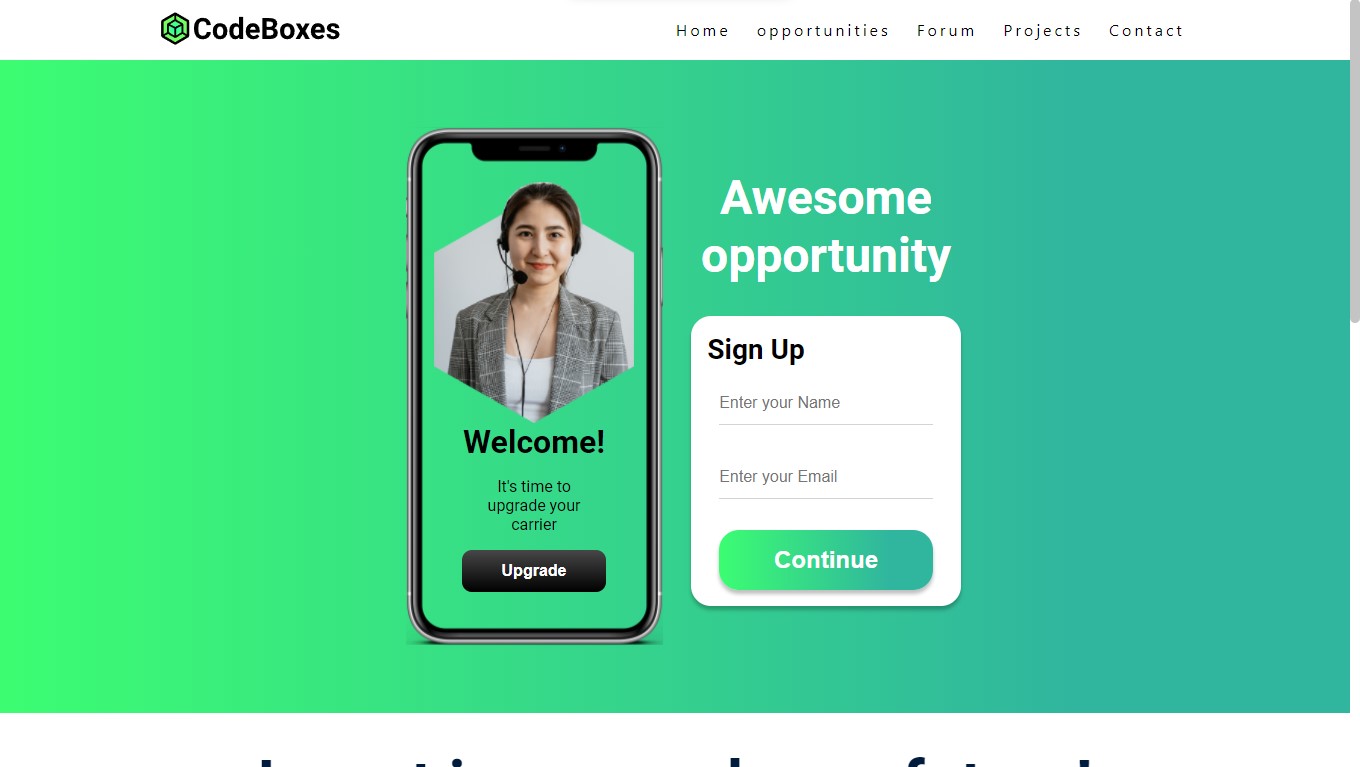 CodeBoxes
Home opportunities Forum Projects Contact
Awesome
opportunity
Sign Up
Enter your Name
Enter your Email
Continue
Welcome!
It's time to
upgrade your
carrier
Upgrade